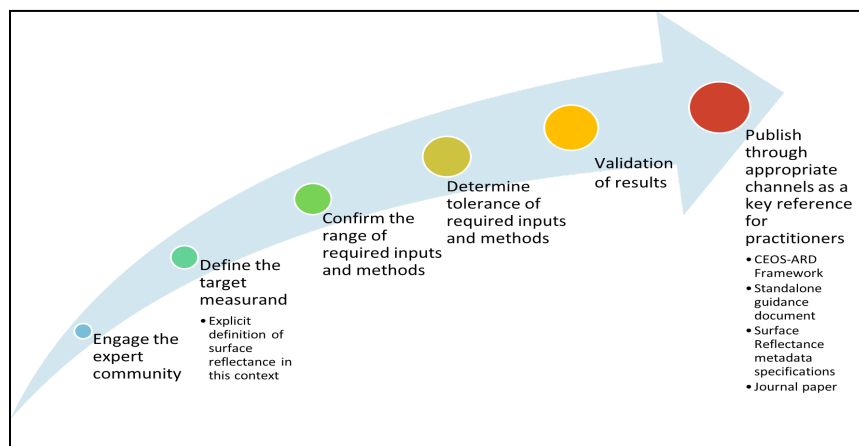 Engage the
expert
community
Define the
target
measurand
• Explicit
definition of
surface
reflectance in
this context
Confirm the
range of
required inputs
and methods
Determine
tolerance of
required inputs
and methods
Validation
of results
Publish
through
appropriate
channels as a
key reference
for
practitioners
• CEOS-ARD
Framework
• Standalone
guidance
document
• Surface
Reflectance
metadata
specifications
• Journal paper